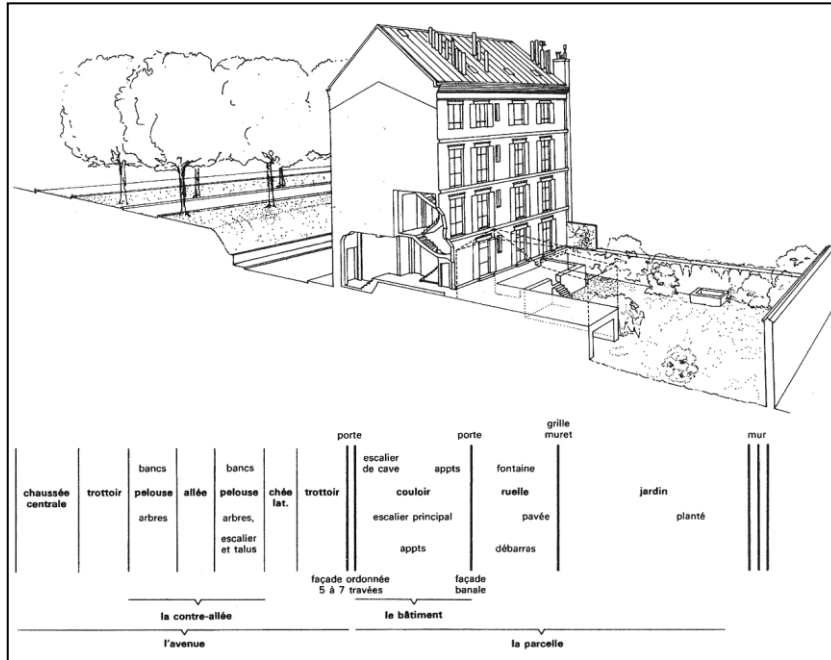 porte
porte
grille
muret
mur
chaussée
centrale
trottoir
bancs
pelouse
arbres
allée
bancs
pelouse
arbres,
escalier
et talus
chée
lat.
trottoir
escalier
de cave
appts
couloir
escalier principal
appts
fontaine
ruelle
pavée
débarras
jardin
planté
façade ordonnée
5 à 7 travées
façade
banale
la contre-allée
le bâtiment
l'avenue
la parcelle